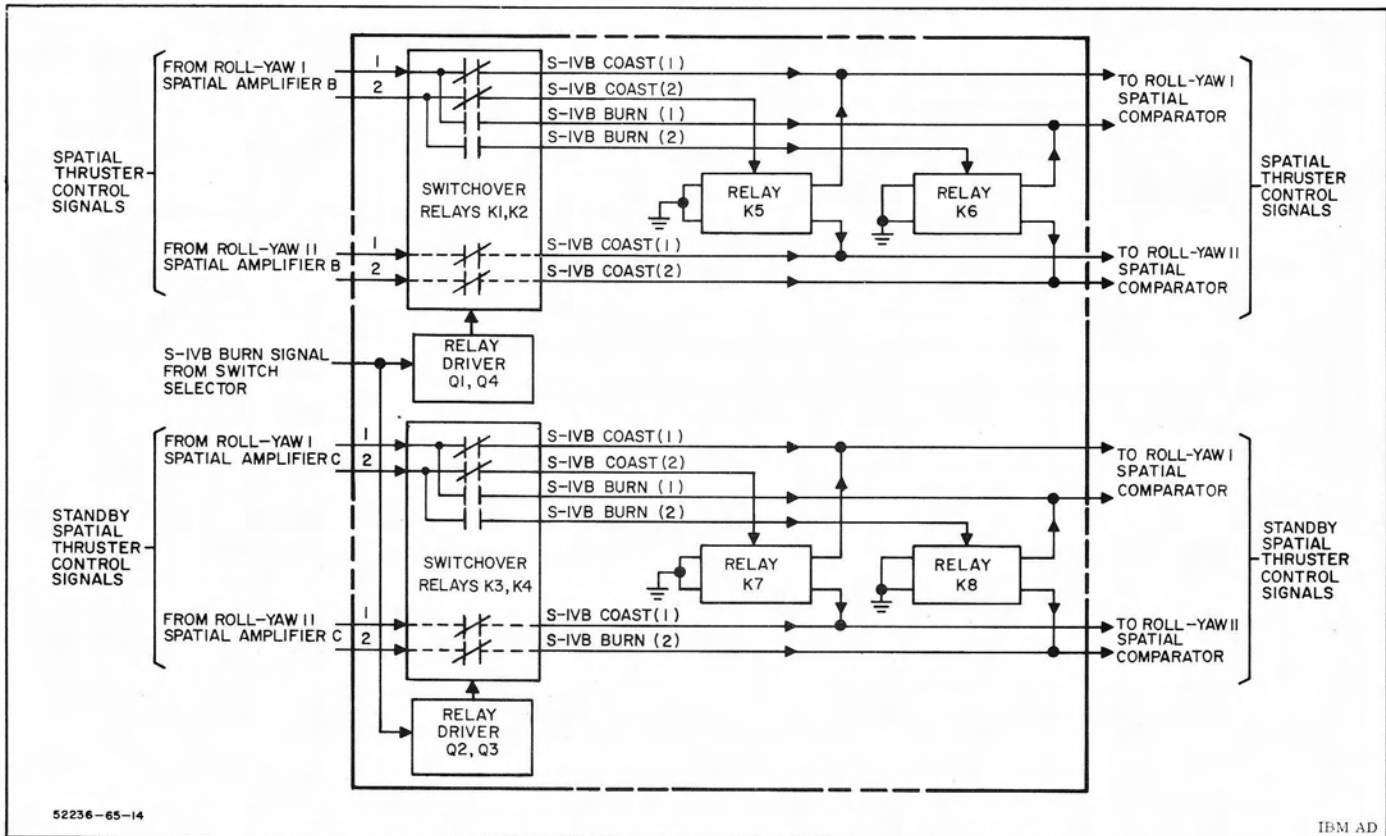 FROM ROLL-YAW I
SPATIAL AMPLIFIER B
1
2
S-IVB COAST(1)
S-IVB COAST(2)
S-IVB BURN (1)
S-IVB BURN (2)
TO ROLL-YAW I
SPATIAL
COMPARATOR
SPATIAL
THRUSTER
CONTROL
SIGNALS
SWITCHOVER
RELAYS K1,K2
RELAY
K5
RELAY
K6
SPATIAL
THRUSTER
CONTROL
SIGNALS
FROM ROLL-YAW II
SPATIAL AMPLIFIER B
1
2
S-IVB COAST(1)
S-IVB COAST(2)
TO ROLL-YAW II
SPATIAL
COMPARATOR
S-IVB BURN SIGNAL
FROM SWITCH
SELECTOR
RELAY
DRIVER
Q1, Q4
FROM ROLL-YAW I
SPATIAL AMPLIFIER C
1
2
S-IVB COAST(1)
S-IVB COAST(2)
S-IVB BURN (1)
S-IVB BURN (2)
TO ROLL-YAW I
SPATIAL
COMPARATOR
STANDBY
SPATIAL
THRUSTER
CONTROL
SIGNALS
SWITCHOVER
RELAYS K3,K4
RELAY
K7
RELAY
K8
STANDBY
SPATIAL
THRUSTER
CONTROL
SIGNALS
FROM ROLL-YAW II
SPATIAL AMPLIFIER C
1
2
S-IVB COAST(1)
S-IVB BURN (2)
TO ROLL-YAW II
SPATIAL
COMPARATOR
RELAY
DRIVER
Q2, Q3
52236-65-14
IBM AD